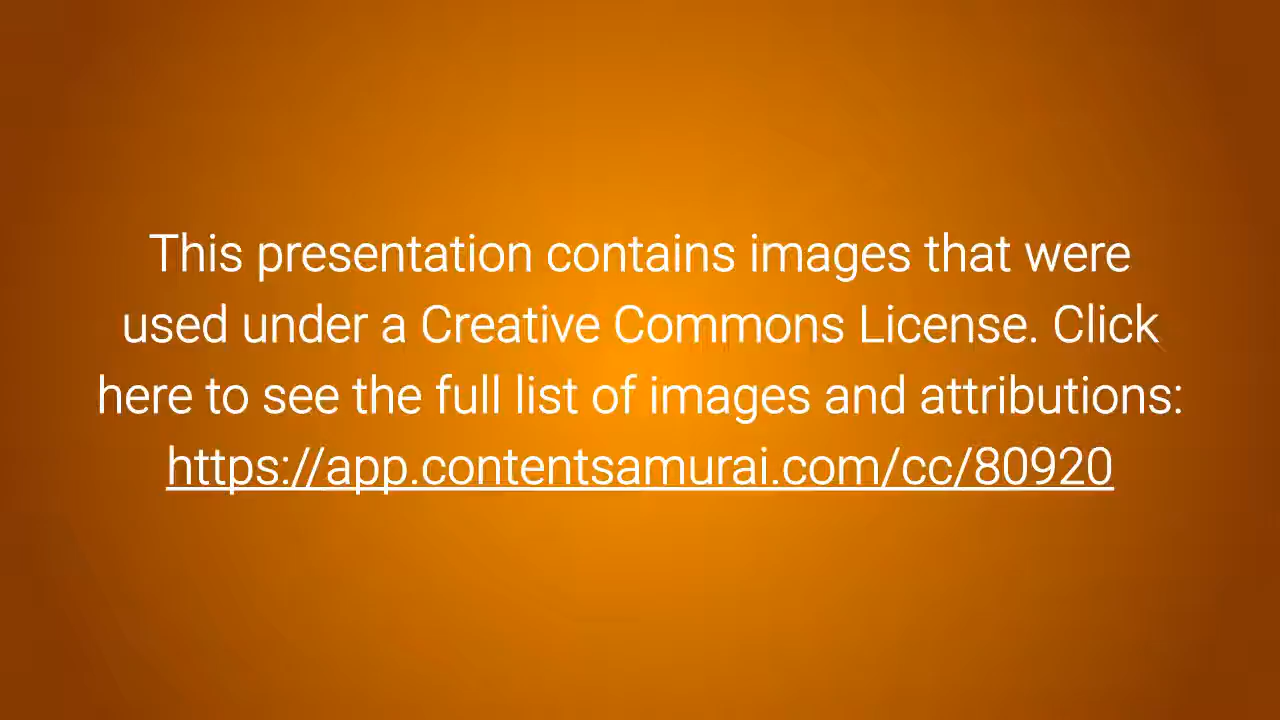 This presentation contains images that were
used under a Creative Commons License. Click
here to see the full list of images and attributions:
https://app.contentsamurai.com/cc/80920